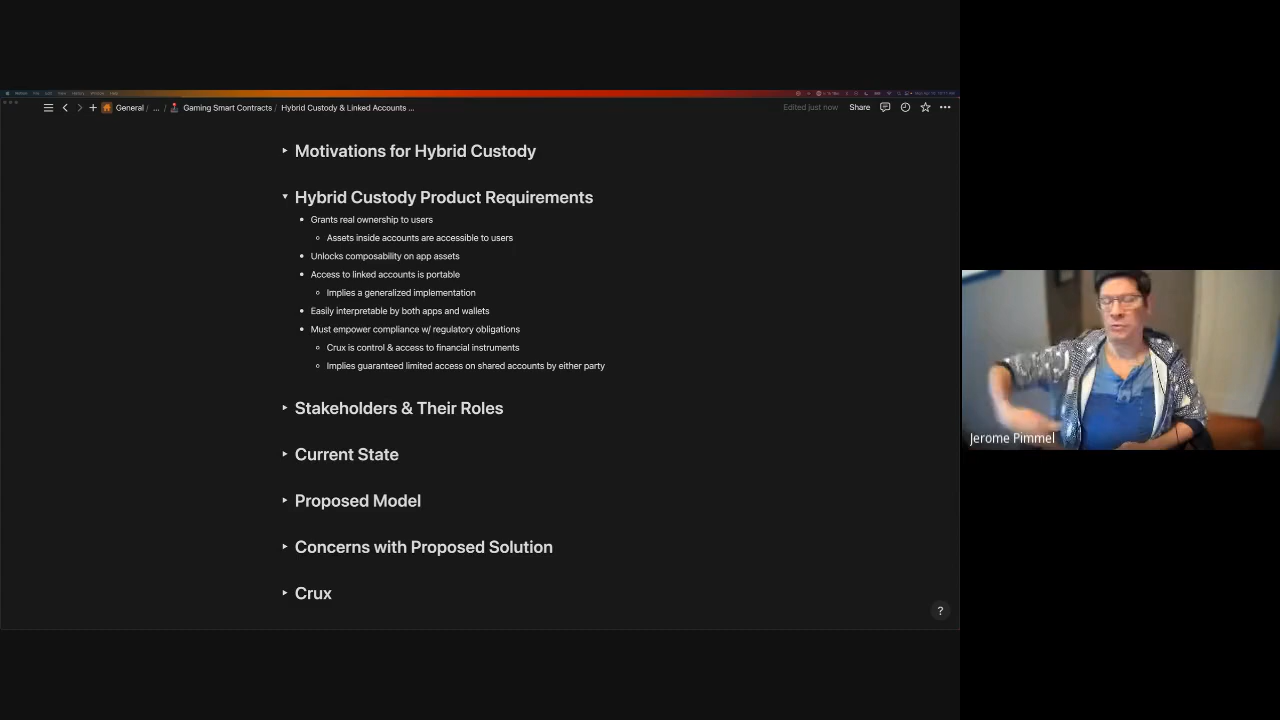 General / ... / Gaming Smart Contracts / Hybrid Custody & Linked Accounts ...
Edited just now
Share
Motivations for Hybrid Custody
Hybrid Custody Product Requirements
Grants real ownership to users
Assets inside accounts are accessible to users
Unlocks composability on app assets
Access to linked accounts is portable
Implies a generalized implementation
Easily interpretable by both apps and wallets
Must empower compliance w/ regulatory obligations
Crux is control & access to financial instruments
Implies guaranteed limited access on shared accounts by either party
Stakeholders & Their Roles
Current State
Proposed Model
Concerns with Proposed Solution
Crux
?
Jerome Pimmel